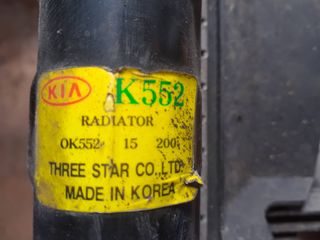 KIA K552
RADIATOR
OK552 15 200
THREE STAR CO.,LTD.
MADE IN KOREA